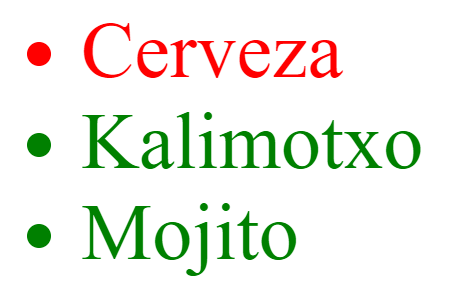 • Cerveza
• Kalimotxo
• Mojito